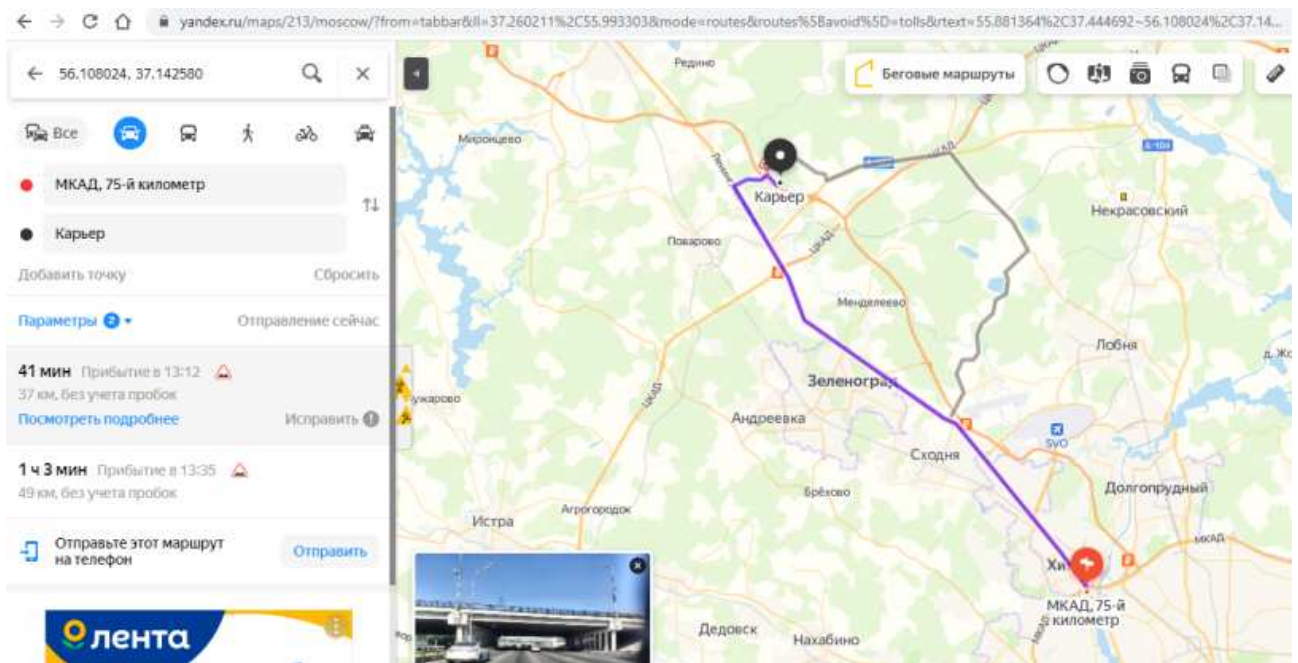 yandex.ru/maps/213/moscow/?from=tabbar&ll=37.260211%2C55.993303&mode=routes&routes%5Bavoid%5D=tolls&rtext=55.881364%2C37.444692~56.108024%2C37.14...
56.108024, 37.142580
Все
МКАД, 75-й километр
Карьер
Добавить точку
Сбросить
Параметры 2
Отправление сейчас
41 мин Прибытие в 13:12
37 км, без учета пробок
Посмотреть подробнее
Исправить
1 ч 3 мин Прибытие в 13:35
49 км, без учета пробок
Отправьте этот маршрут
на телефон
Отправить
лента
Беговые маршруты
Редино
ЦКАД
Миронцево
ЦКАД
А-104
Карьер
Некрасовский
Поварово
ЦКАД
Менделеево
Лобня
Зеленоград
ЦКАД
Андреевка
SVO
Сходня
Долгопрудный
Брёхово
Истра
Агрогородок
МКАД
МКАД, 75-й
километр
Дедовск
Нахабино